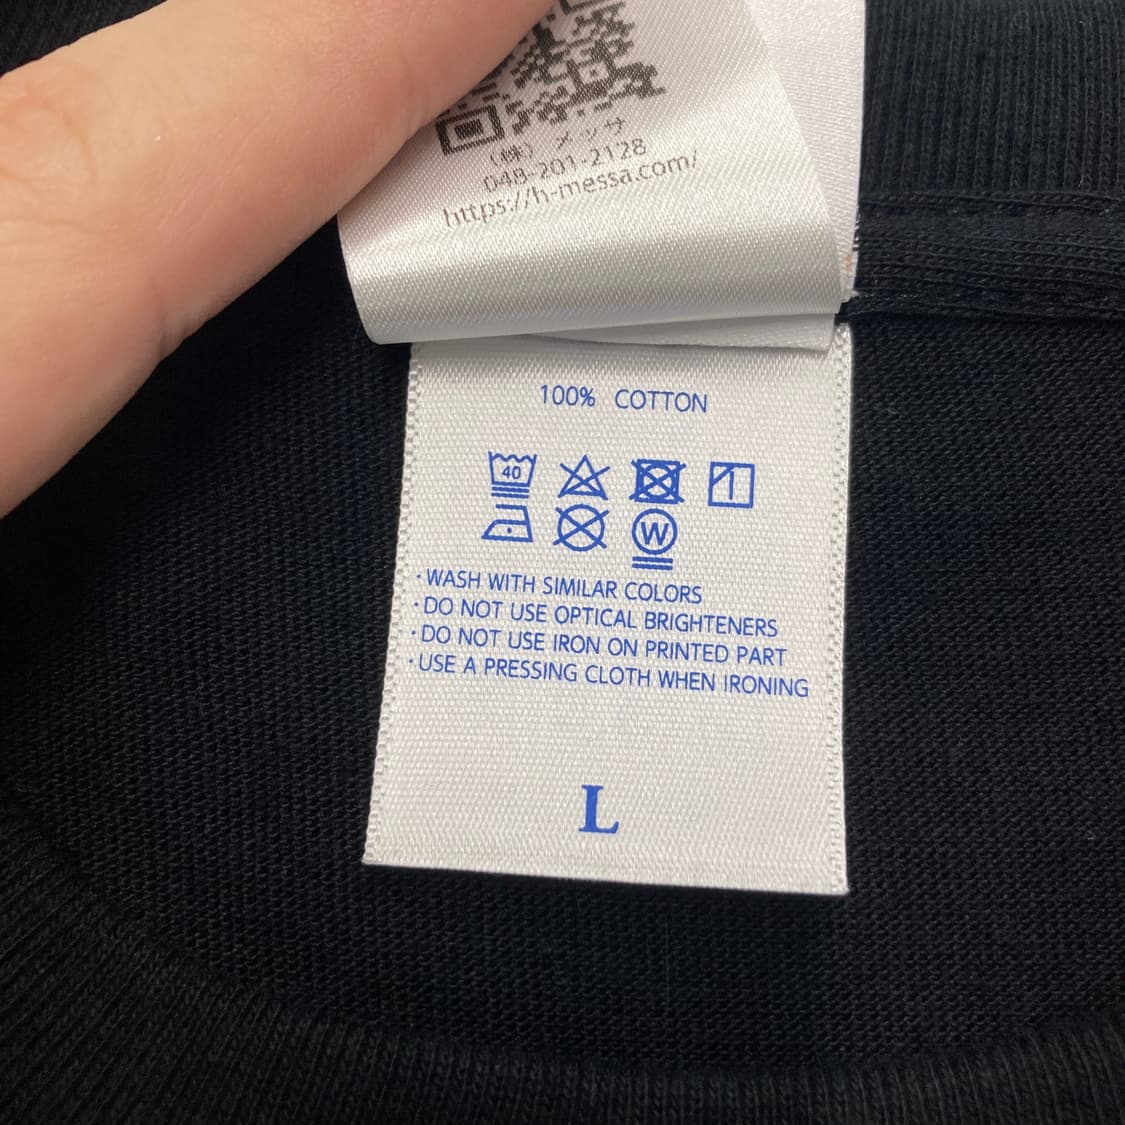 (株) メッサ
048-201-2128
https://h-messa.com/
100% COTTON
40
W
・WASH WITH SIMILAR COLORS
・DO NOT USE OPTICAL BRIGHTENERS
・DO NOT USE IRON ON PRINTED PART
・USE A PRESSING CLOTH WHEN IRONING
L